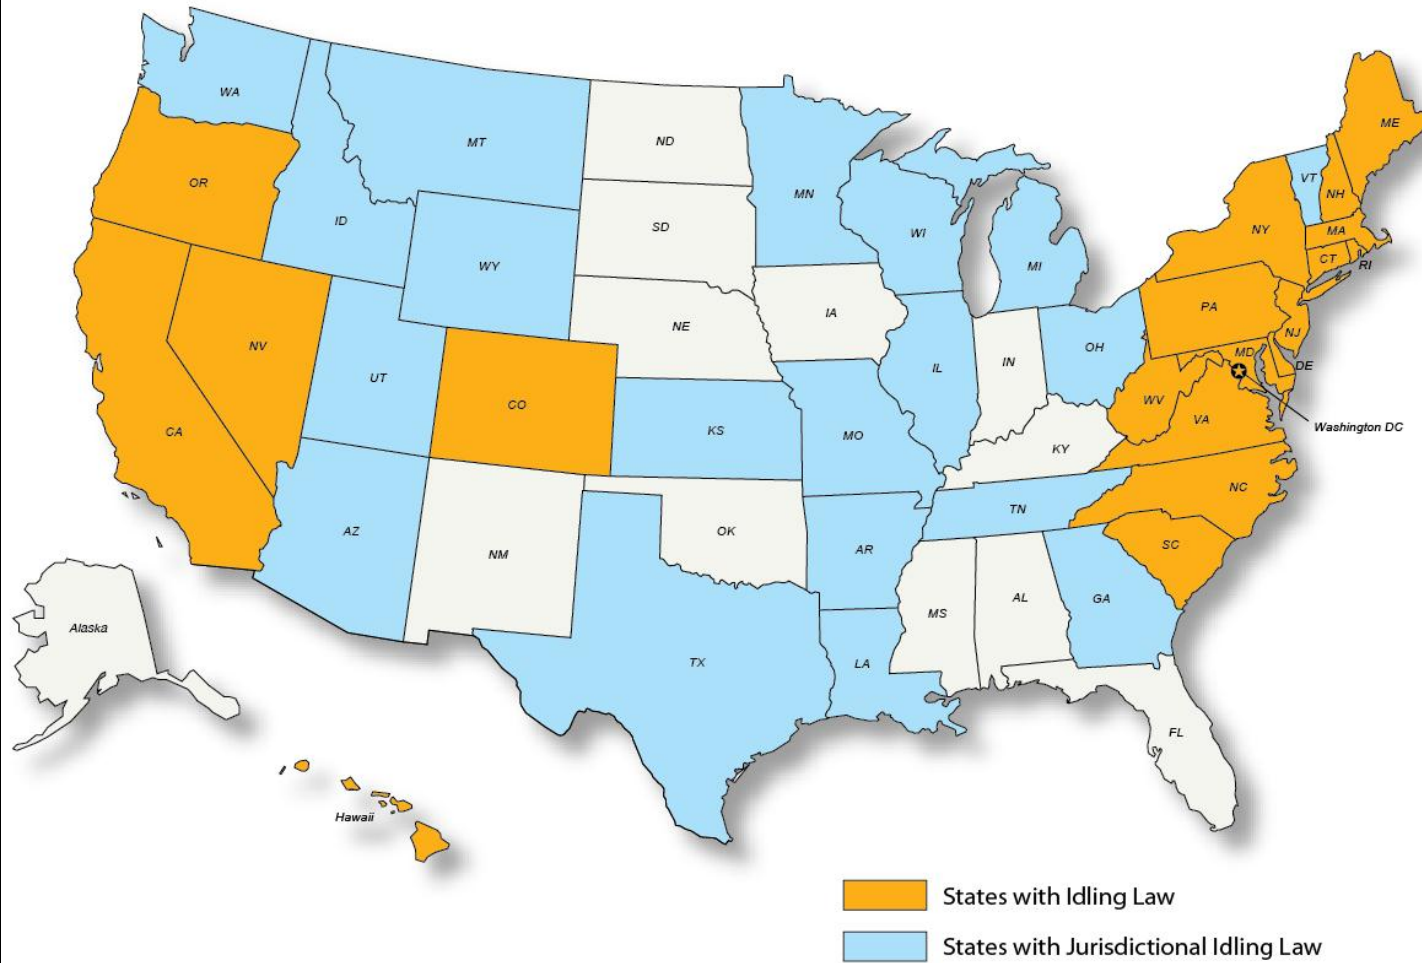 WA
MT
ND
MN
ME
OR
ID
SD
WI
MI
VT
NH
NY
MA
CT
RI
WY
NE
IA
PA
NJ
NV
UT
CO
IL
IN
OH
MD
DE
WV
VA
Washington DC
CA
KS
MO
KY
NC
AZ
NM
OK
AR
TN
SC
MS
AL
GA
Alaska
TX
LA
FL
Hawaii
States with Idling Law
States with Jurisdictional Idling Law